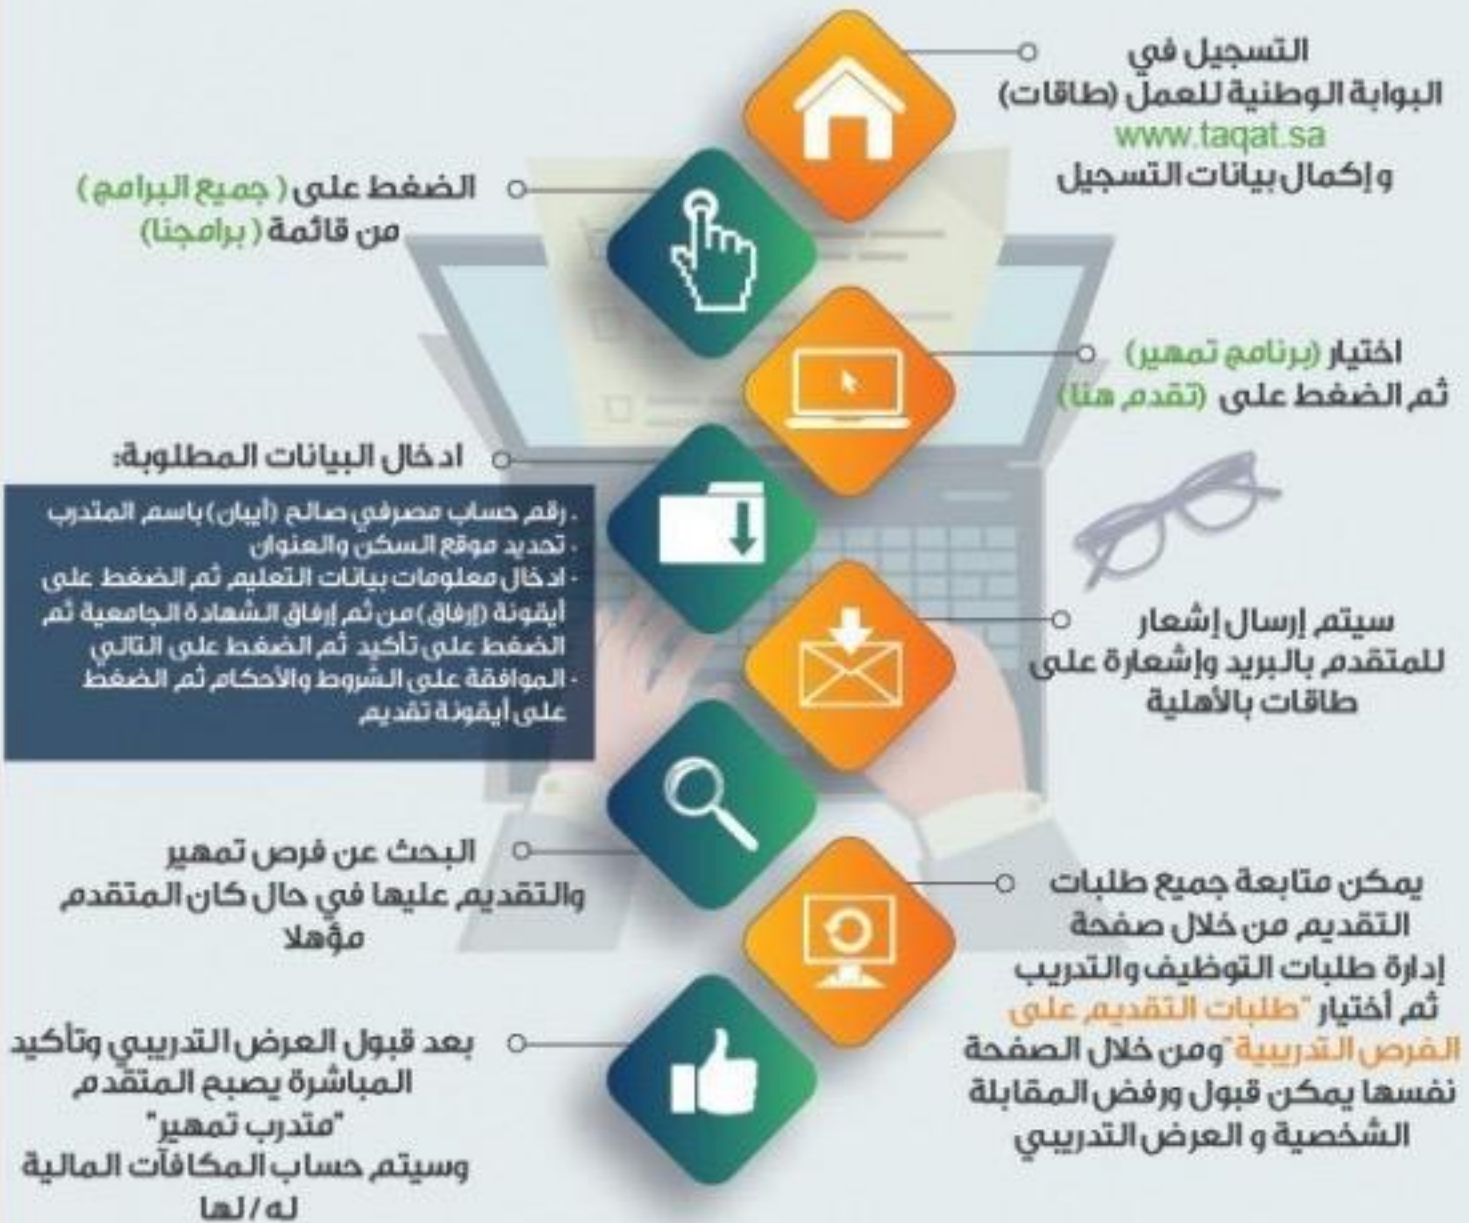 التسجيل في
البوابة الوطنية للعمل (طاقات)
www.taqat.sa
وإكمال بيانات التسجيل
الضغط على (جميع البرامج)
من قائمة (برامجنا)
اختيار (برنامج تمهير)
ثم الضغط على (تقدم هنا)
ادخال البيانات المطلوبة:
. رقم حساب مصرفي صالح (أيبان) باسم المتدرب
- تحديد موقع السكن والعنوان
- ادخال معلومات بيانات التعليم ثم الضغط على
أيقونة (إرفاق) من ثم إرفاق الشهادة الجامعية ثم
الضغط على تأكيد ثم الضغط على التالي
- الموافقة على الشروط والأحكام ثم الضغط
على أيقونة تقديم
سيتم إرسال إشعار
للمتقدم بالبريد وإشعارة على
طاقات بالأهلية
البحث عن فرص تمهير
والتقديم عليها في حال كان المتقدم
مؤهلا
يمكن متابعة جميع طلبات
التقديم من خلال صفحة
إدارة طلبات التوظيف والتدريب
ثم أختيار "طلبات التقديم على
الفرص التدريبية" ومن خلال الصفحة
نفسها يمكن قبول ورفض المقابلة
الشخصية و العرض التدريبي
بعد قبول العرض التدريبي وتأكيد
المباشرة يصبح المتقدم
"متدرب تمهير"
وسيتم حساب المكافآت المالية
له / لها